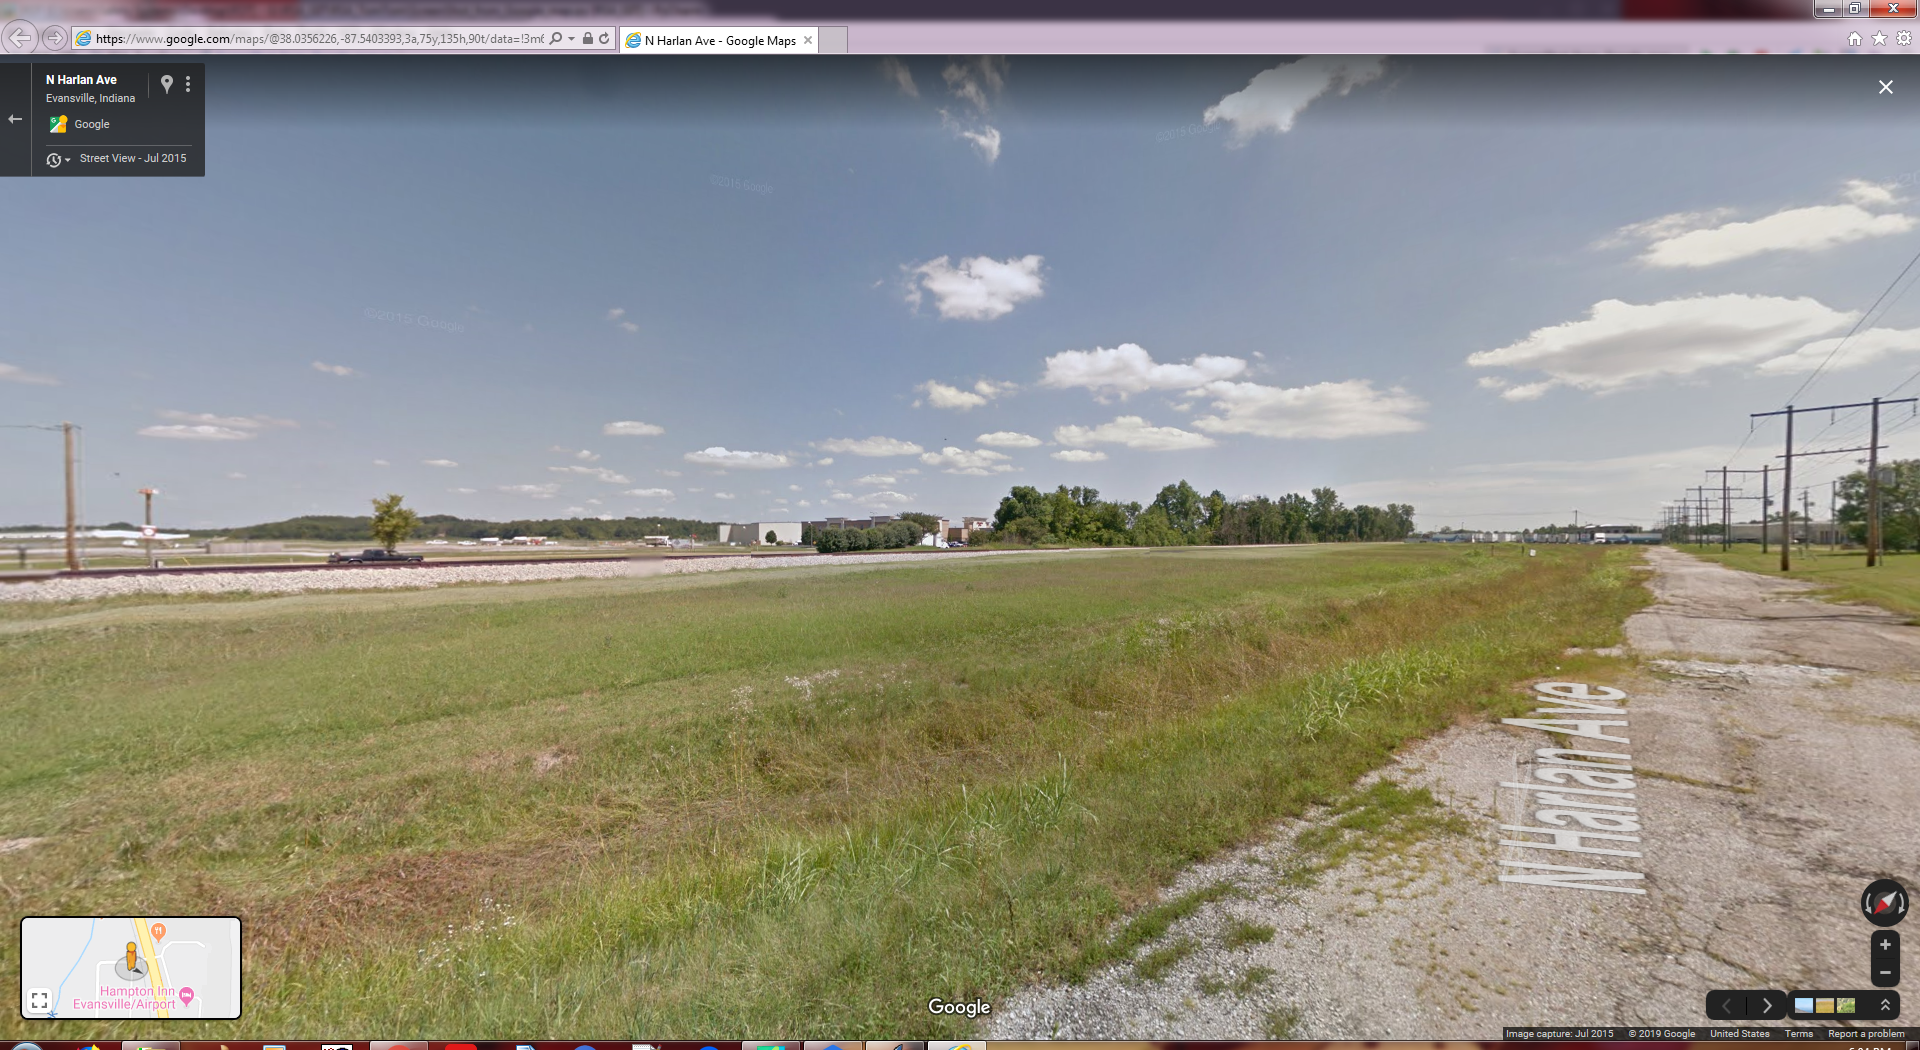 https://www.google.com/maps/@38.0356226,-87.5403393,3a,75y,135h,90t/data=!3m6
N Harlan Ave - Google Maps
N Harlan Ave
Evansville, Indiana
Google
Street View - Jul 2015
©2015 Google
©2015 Google
©2015 Google
N Harlan Ave
Hampton Inn
Evansville/Airport
Google
Image capture: Jul 2015 © 2019 Google United States Terms Report a problem